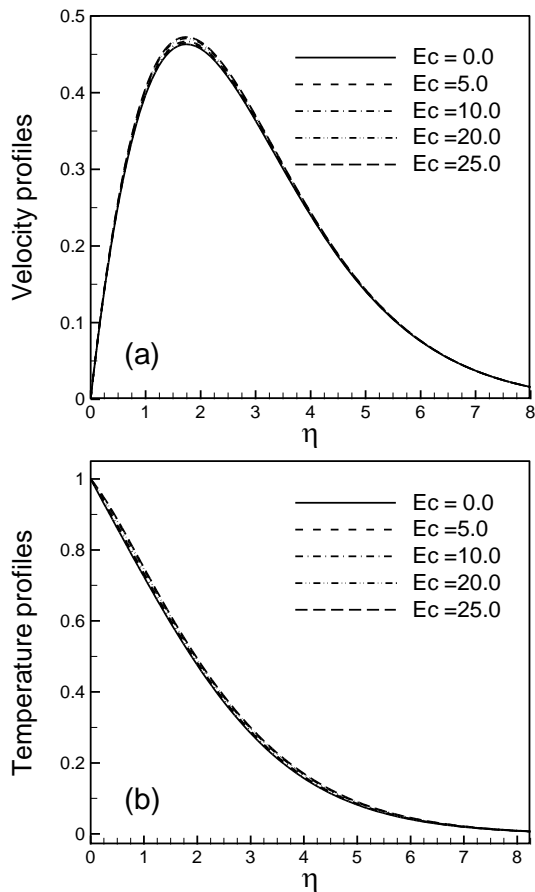 0.5
0.4
0.3
0.2
0.1
0
Velocity profiles
Ec = 0.0
Ec =5.0
Ec =10.0
Ec =20.0
Ec =25.0
(a)
0 1 2 3 4 5 6 7 8
η
1
0.8
0.6
0.4
0.2
0
Temperature profiles
Ec = 0.0
Ec =5.0
Ec =10.0
Ec =20.0
Ec =25.0
(b)
0 1 2 3 4 5 6 7 8
η